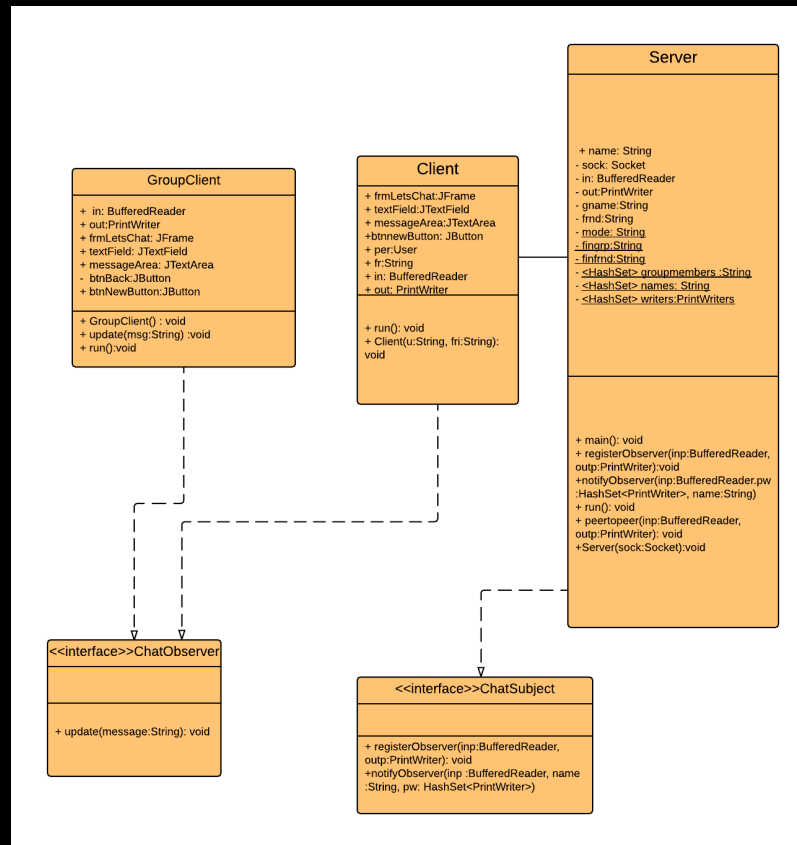 Server
+ name: String
- sock: Socket
- in: BufferedReader
- out:PrintWriter
- gname:String
- frnd:String
- mode: String
- fingrp:String
- finfrnd:String
- <HashSet> groupmembers :String
- <HashSet> names: String
- <HashSet> writers:PrintWriters
+ main(): void
+ registerObserver(inp:BufferedReader,
outp:PrintWriter):void
+notifyObserver(inp:BufferedReader.pw
:HashSet<PrintWriter>, name:String)
+ run(): void
+ peertopeer(inp:BufferedReader,
outp:PrintWriter): void
+Server(sock:Socket):void
Client
+ frmLetsChat:JFrame
+ textField:JTextField
+ messageArea:JTextArea
+btnnewButton: JButton
+ per:User
+ fr:String
+ in: BufferedReader
+ out: PrintWriter
+ run(): void
+ Client(u:String, fri:String):
void
GroupClient
+ in: BufferedReader
+ out:PrintWriter
+ frmLetsChat: JFrame
+ textField: JTextField
+ messageArea: JTextArea
- btnBack:JButton
+ btnNewButton:JButton
+ GroupClient() : void
+ update(msg:String) :void
+ run():void
<<interface>>ChatObserver
+ update(message:String): void
<<interface>>ChatSubject
+ registerObserver(inp:BufferedReader,
outp:PrintWriter): void
+notifyObserver(inp :BufferedReader, name
:String, pw: HashSet<PrintWriter>)